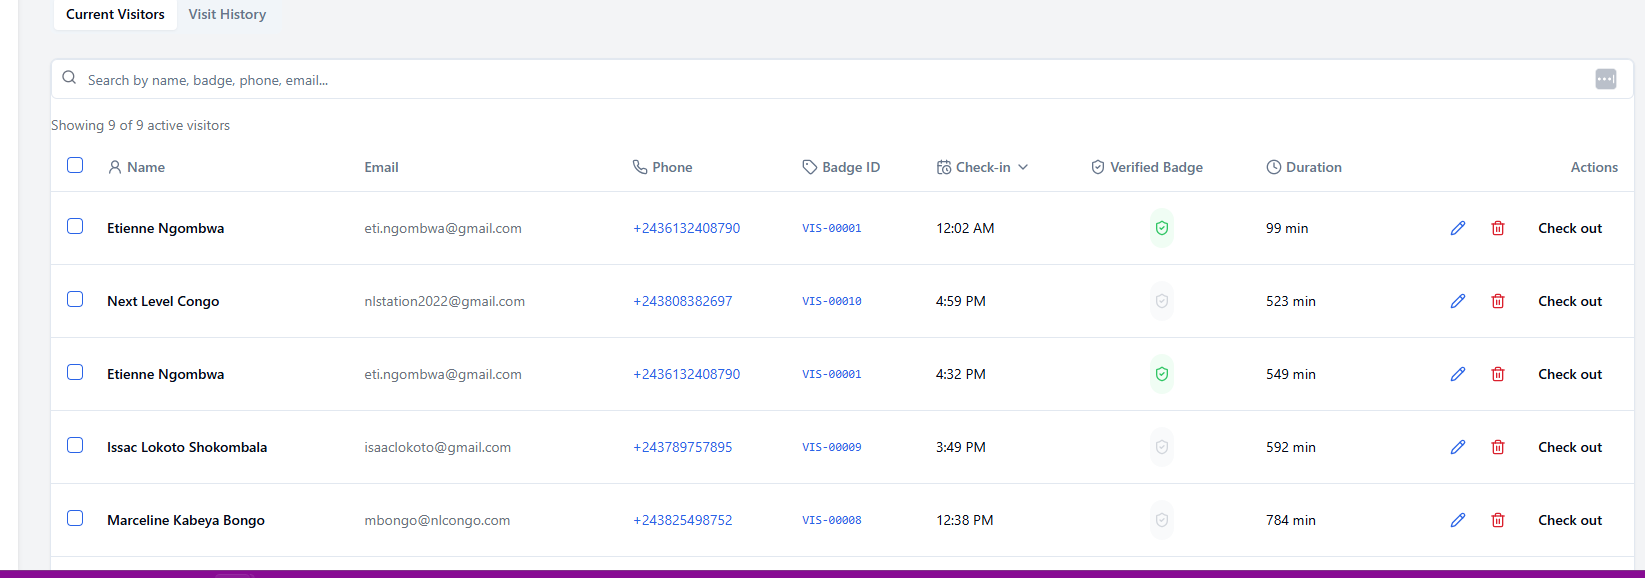 Current Visitors Visit History
Search by name, badge, phone, email...
Showing 9 of 9 active visitors
Name Email Phone Badge ID Check-in Verified Badge Duration Actions
Etienne Ngombwa eti.ngombwa@gmail.com +2436132408790 VIS-00001 12:02 AM 99 min Check out
Next Level Congo nlstation2022@gmail.com +243808382697 VIS-00010 4:59 PM 523 min Check out
Etienne Ngombwa eti.ngombwa@gmail.com +2436132408790 VIS-00001 4:32 PM 549 min Check out
Issac Lokoto Shokombala isaaclokoto@gmail.com +243789757895 VIS-00009 3:49 PM 592 min Check out
Marceline Kabeya Bongo mbongo@nlcongo.com +243825498752 VIS-00008 12:38 PM 784 min Check out